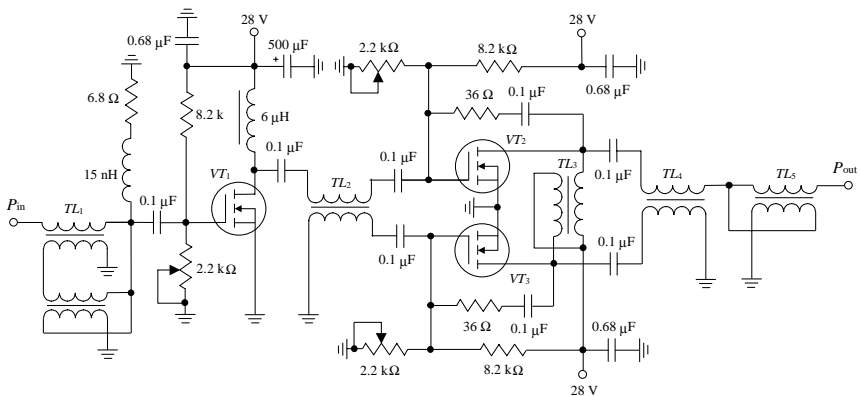 28 V
28 V
0.68 µF
500 µF
+
2.2 kΩ
8.2 kΩ
0.68 µF
6.8 Ω
8.2 k
6 µH
36 Ω
0.1 µF
15 nH
0.1 µF
VT1
0.1 µF
TL2
0.1 µF
VT2
TL3
0.1 µF
TL4
TL5
Pout
Pin
TL1
0.1 µF
0.1 µF
2.2 kΩ
VT3
36 Ω
0.1 µF
0.68 µF
2.2 kΩ
8.2 kΩ
28 V